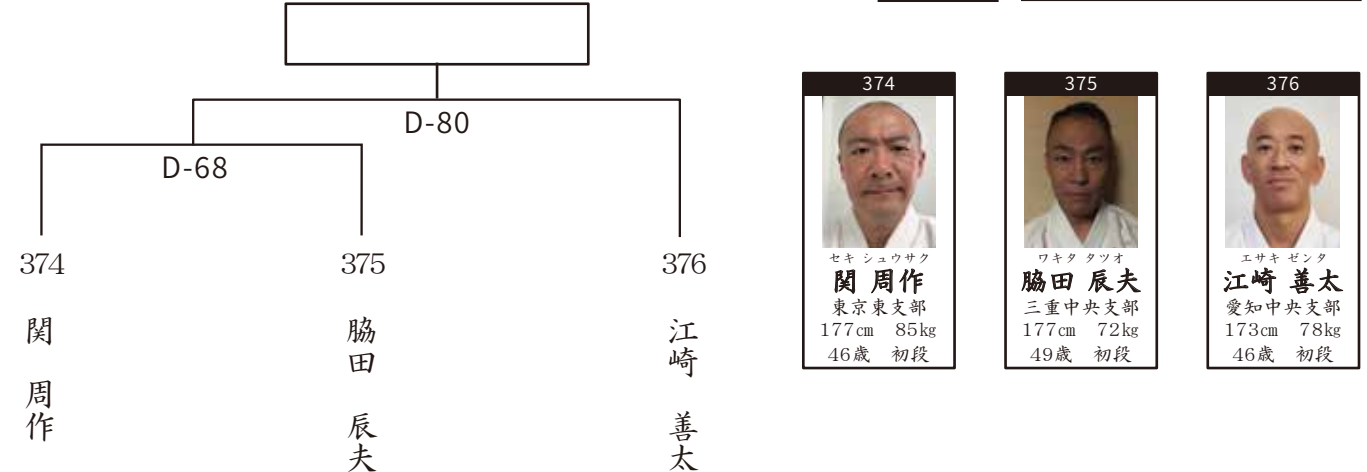 D-80
D-68
374
関 周作
375
脇田 辰夫
376
江崎 善太
374
セキ シュウサク
関 周作
東京東支部
177cm 85kg
46歳 初段
375
ワキタ タツオ
脇田 辰夫
三重中央支部
177cm 72kg
49歳 初段
376
エサキ ゼンタ
江崎 善太
愛知中央支部
173cm 78kg
46歳 初段